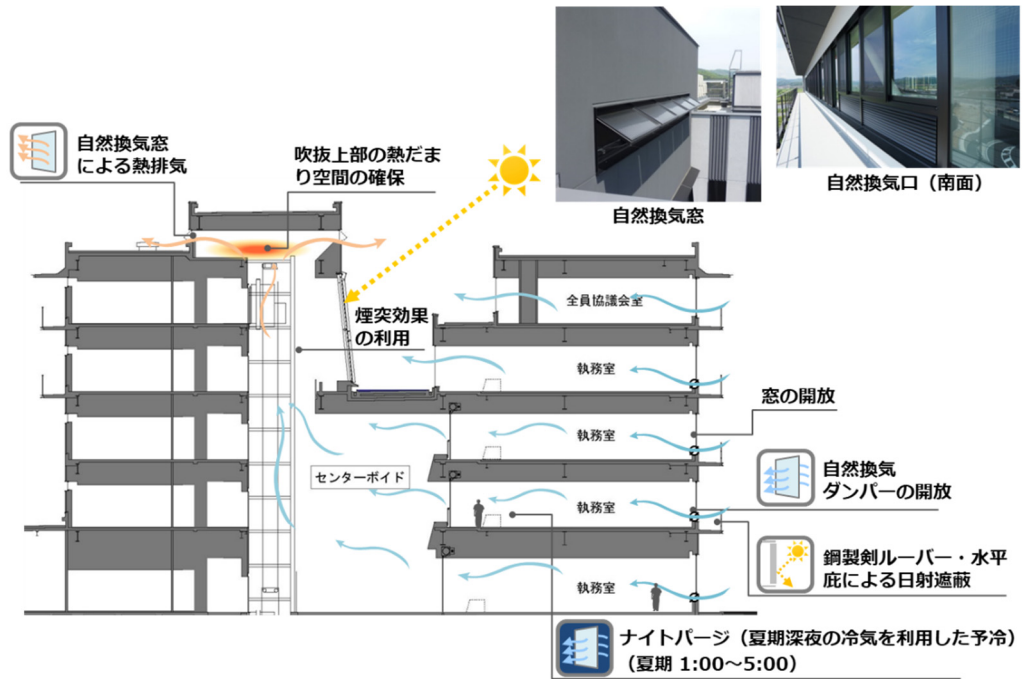 自然換気窓
による熱排気
吹抜上部の熱だま
り空間の確保
自然換気窓
自然換気口（南面）
煙突効果
の利用
全員協議会室
執務室
窓の開放
執務室
センターボイド
自然換気
ダンパーの開放
執務室
鋼製剣ルーバー・水平
庇による日射遮蔽
執務室
ナイトパージ（夏期深夜の冷気を利用した予冷）
（夏期 1:00～5:00）